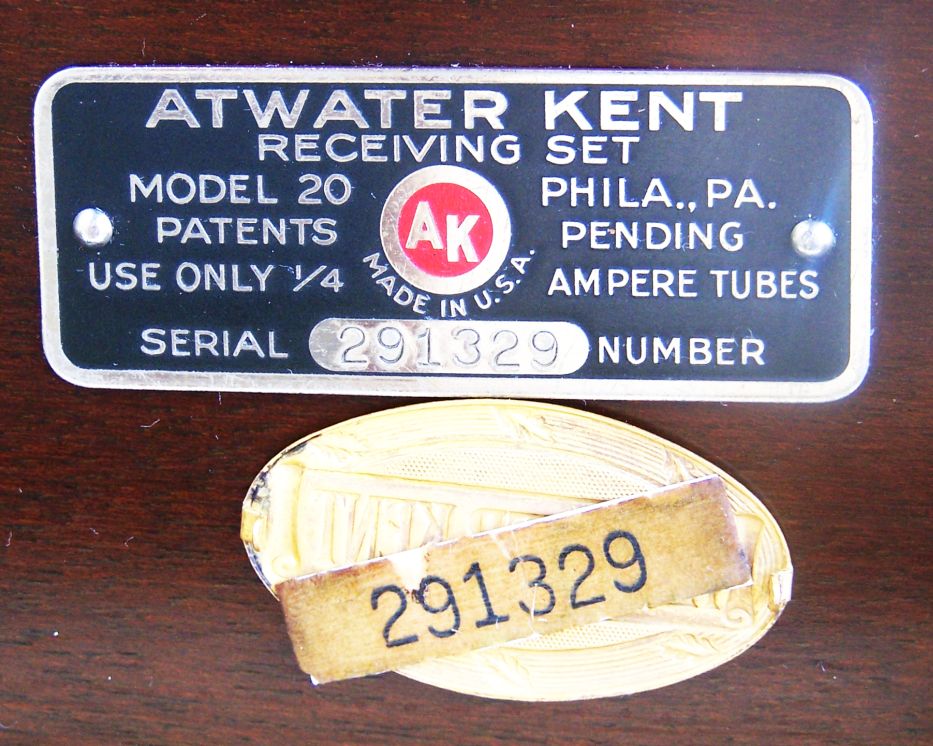 ATWATER KENT
RECEIVING SET
MODEL 20 PHILA., PA.
PATENTS PENDING
AK
MADE IN U.S.A.
USE ONLY 1/4 AMPERE TUBES
SERIAL 291329 NUMBER
291329